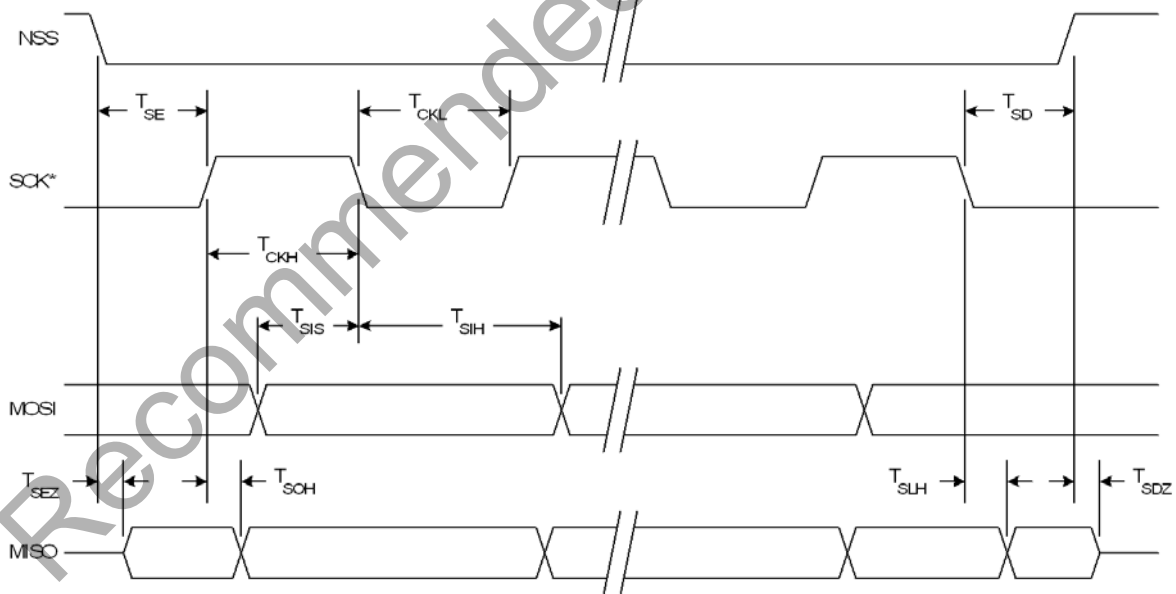 NSS
T SE
T CKL
T SD
SCK*
T CKH
T SIS
T SIH
MOSI
T SEZ
T SOH
T SLH
T SDZ
MISO
Recommended